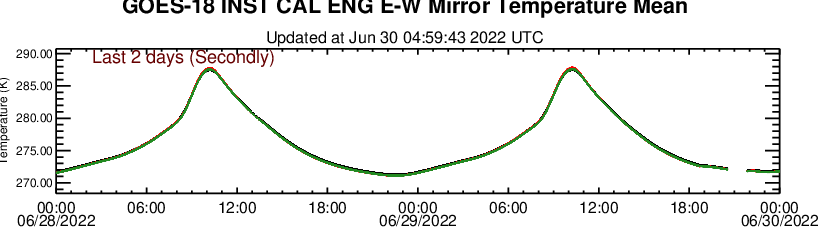 GOES-18 INST CAL ENG E-W Mirror Temperature Mean
Updated at Jun 30 04:59:43 2022 UTC
Last 2 days (Secondly)
Temperature (K)
290.00
285.00
280.00
275.00
270.00
00:00 06:00 12:00 18:00 00:00 06:00 12:00 18:00 00:00
06/28/2022 06/29/2022 06/30/2022